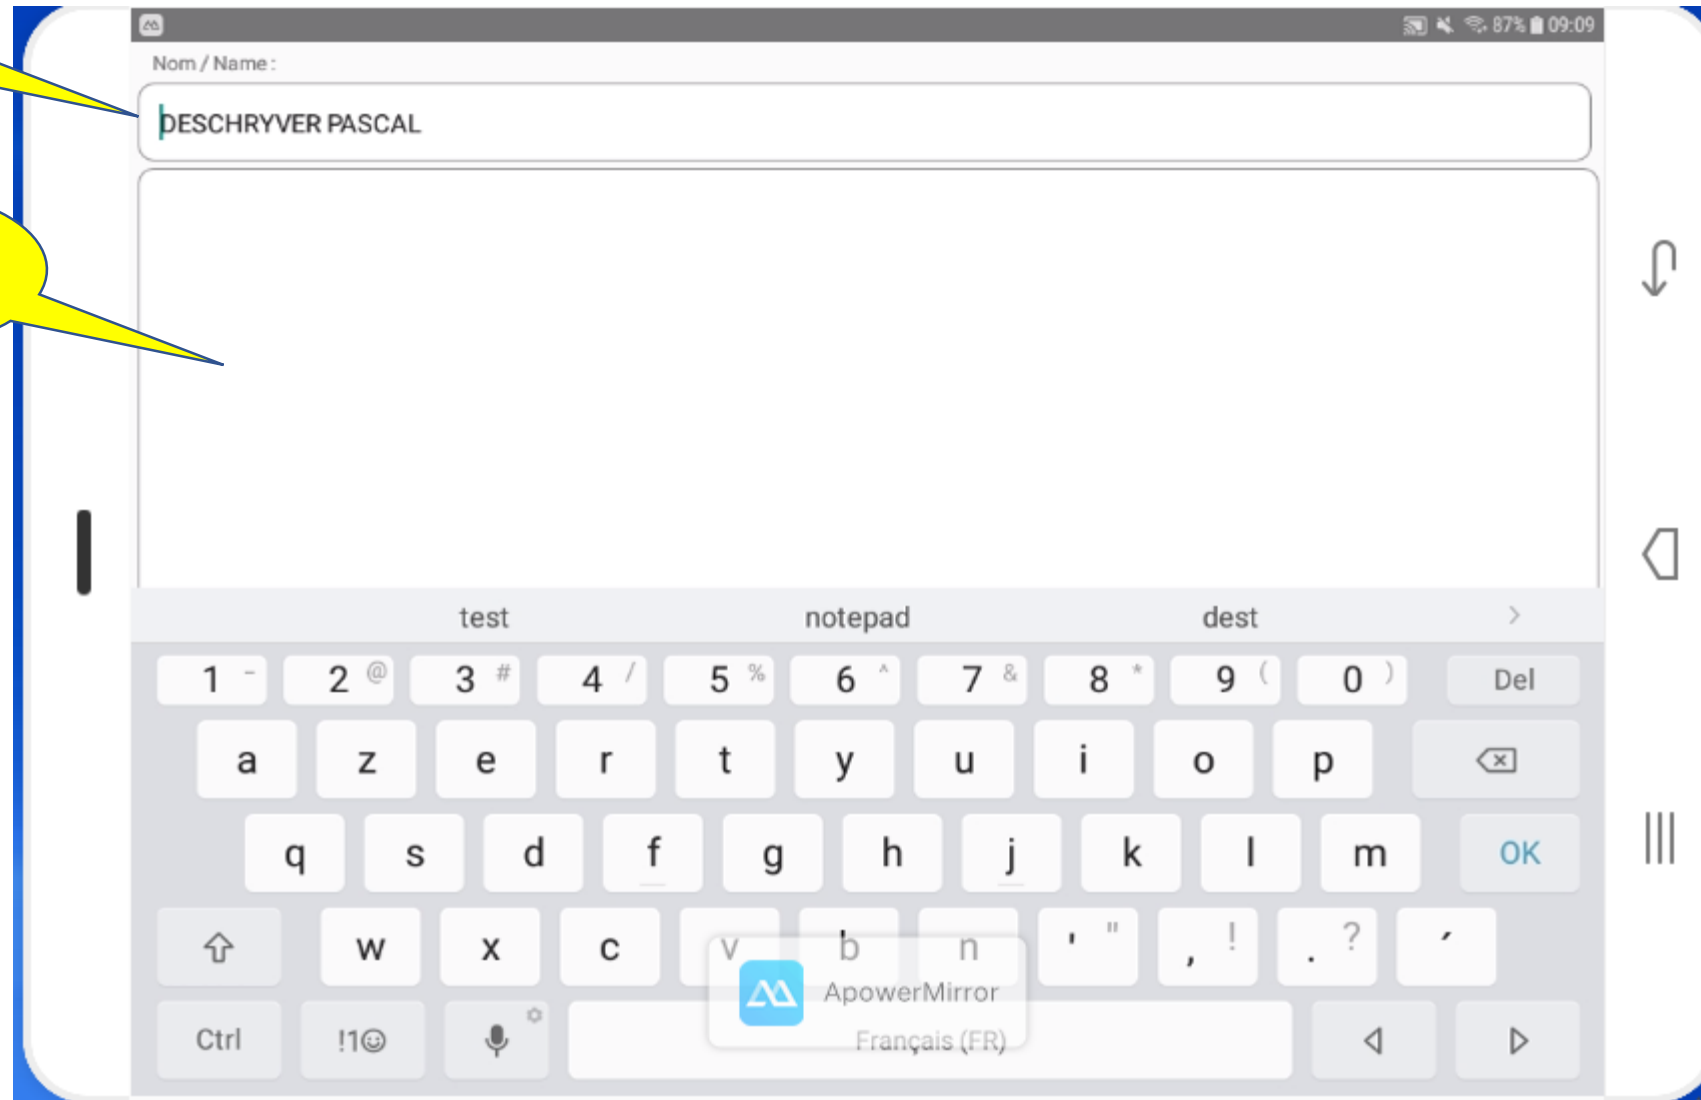 87% 09:09
Nom / Name :
DESCHRYVER PASCAL
test notepad dest >
1 - 2 @ 3 # 4 / 5 % 6 ^ 7 & 8 * 9 ( 0 ) Del
a z e r t y u i o p
q s d f g h j k l m OK
w x c v b n ' " , ! . ? ´
ApowerMirror
Ctrl !1☺ Français (FR)